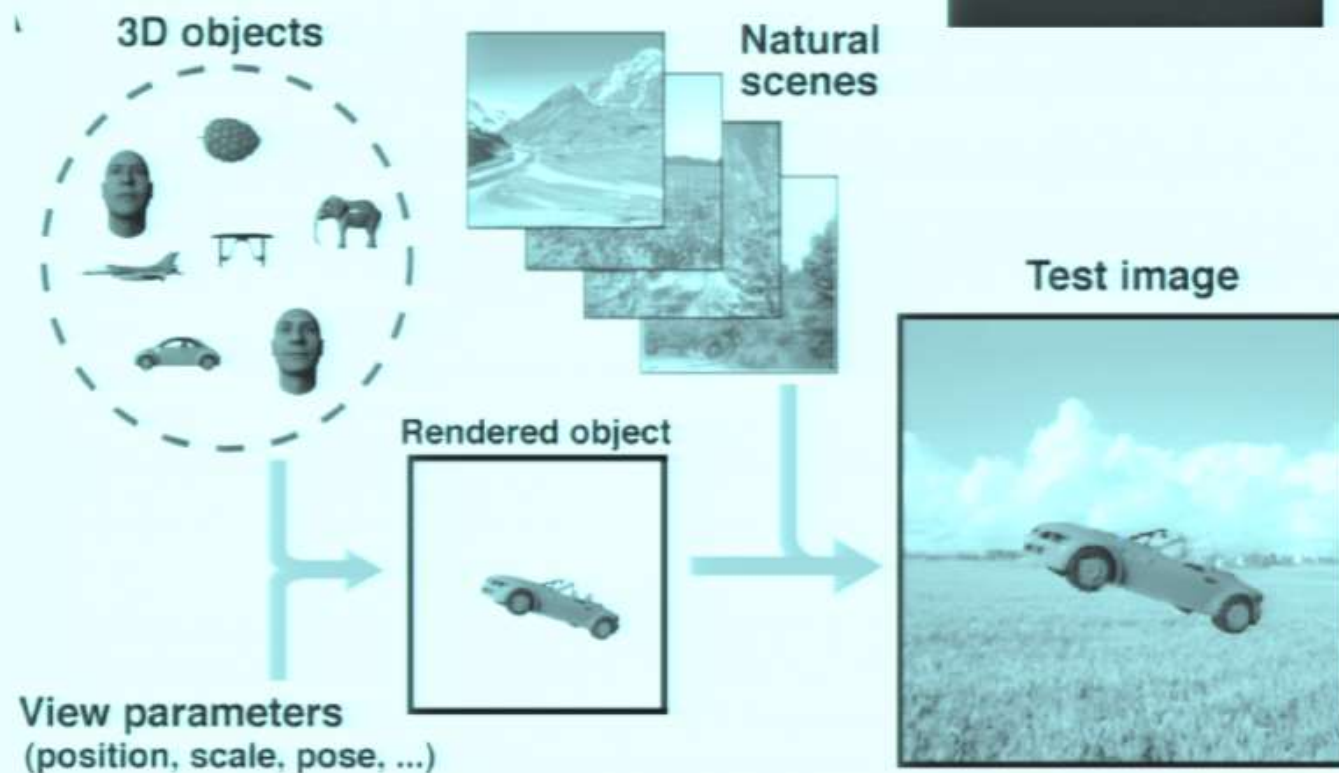 3D objects
Natural
scenes
Test image
Rendered object
View parameters
(position, scale, pose, ...)